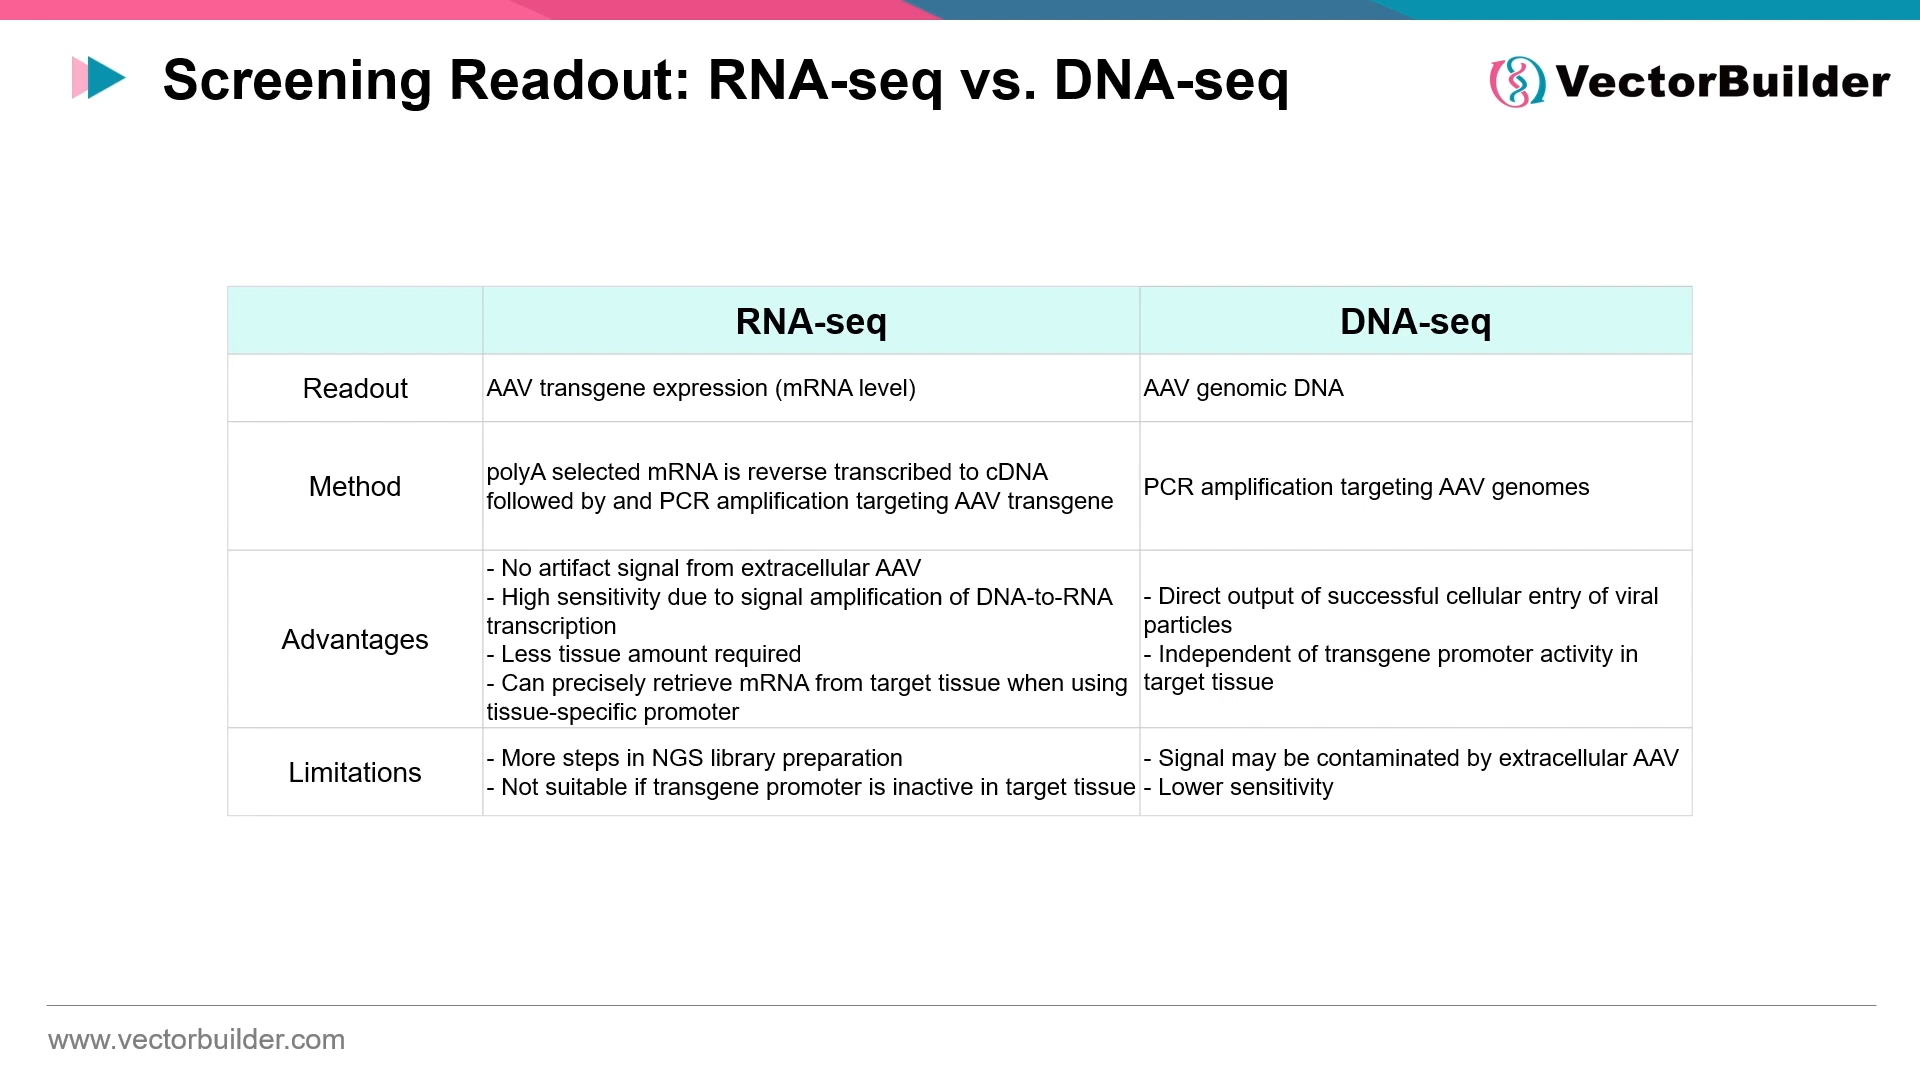 Screening Readout: RNA-seq vs. DNA-seq
VectorBuilder
RNA-seq
DNA-seq
Readout
AAV transgene expression (mRNA level)
AAV genomic DNA
Method
polyA selected mRNA is reverse transcribed to cDNA
followed by and PCR amplification targeting AAV transgene
PCR amplification targeting AAV genomes
Advantages
- No artifact signal from extracellular AAV
- High sensitivity due to signal amplification of DNA-to-RNA
transcription
- Less tissue amount required
- Can precisely retrieve mRNA from target tissue when using
tissue-specific promoter
- Direct output of successful cellular entry of viral
particles
- Independent of transgene promoter activity in
target tissue
Limitations
- More steps in NGS library preparation
- Not suitable if transgene promoter is inactive in target tissue
- Signal may be contaminated by extracellular AAV
- Lower sensitivity
www.vectorbuilder.com